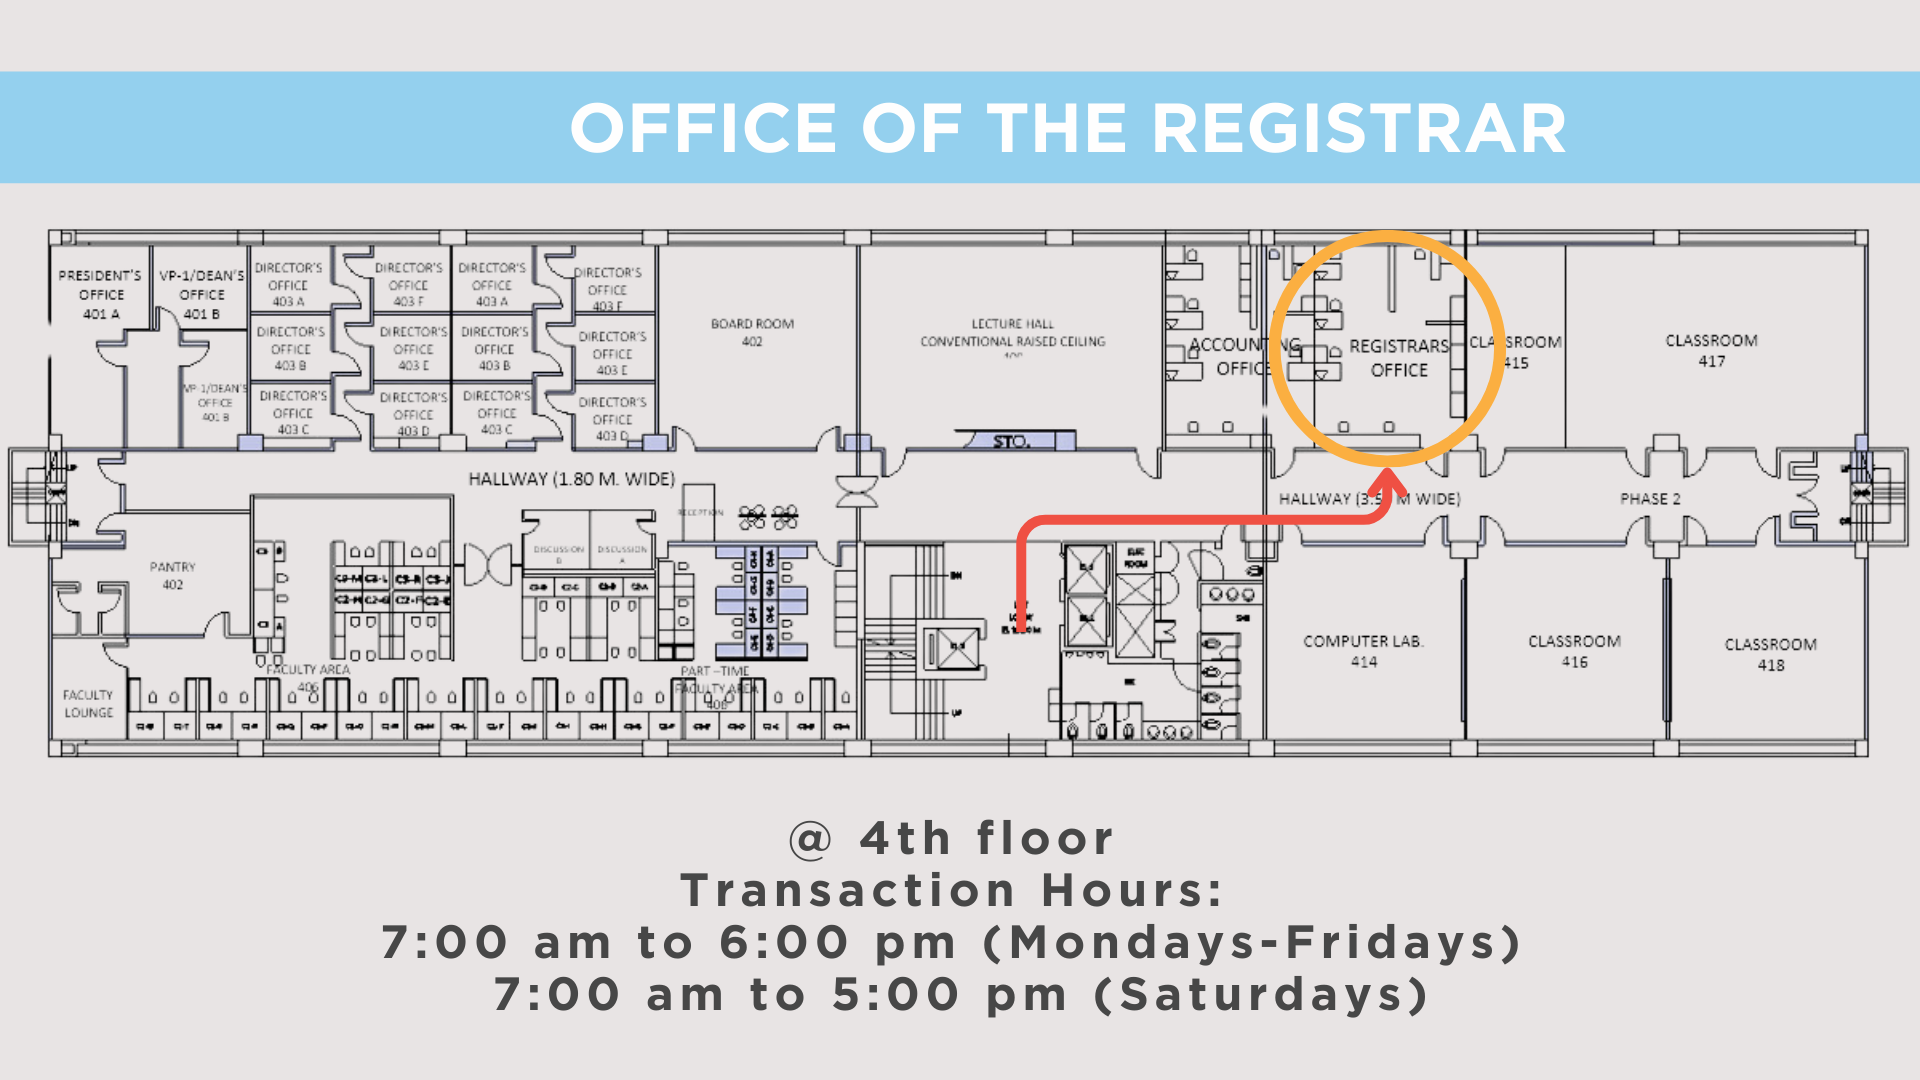 OFFICE OF THE REGISTRAR
PRESIDENT'S
OFFICE
401 A
VP-1/DEAN'S
OFFICE
401 B
VP-1/DEAN'S
OFFICE
401 B
DIRECTOR'S
OFFICE
403 A
DIRECTOR'S
OFFICE
403 F
DIRECTOR'S
OFFICE
403 A
DIRECTOR'S
OFFICE
403 F
DIRECTOR'S
OFFICE
403 B
DIRECTOR'S
OFFICE
403 E
DIRECTOR'S
OFFICE
403 B
DIRECTOR'S
OFFICE
403 E
DIRECTOR'S
OFFICE
403 C
DIRECTOR'S
OFFICE
403 D
DIRECTOR'S
OFFICE
403 C
DIRECTOR'S
OFFICE
403 D
BOARD ROOM
402
LECTURE HALL
CONVENTIONAL RAISED CEILING
STO.
ACCOUNTING
OFFICE
REGISTRARS
OFFICE
CLASSROOM
415
CLASSROOM
417
HALLWAY (1.80 M. WIDE)
RECEPTION
HALLWAY (3.5 M WIDE)
PHASE 2
PANTRY
402
DISCUSSION
B
DISCUSSION
A
FACULTY AREA
406
PART-TIME
FACULTY AREA
408
FACULTY
LOUNGE
COMPUTER LAB.
414
CLASSROOM
416
CLASSROOM
418
@ 4th floor
Transaction Hours:
7:00 am to 6:00 pm (Mondays-Fridays)
7:00 am to 5:00 pm (Saturdays)